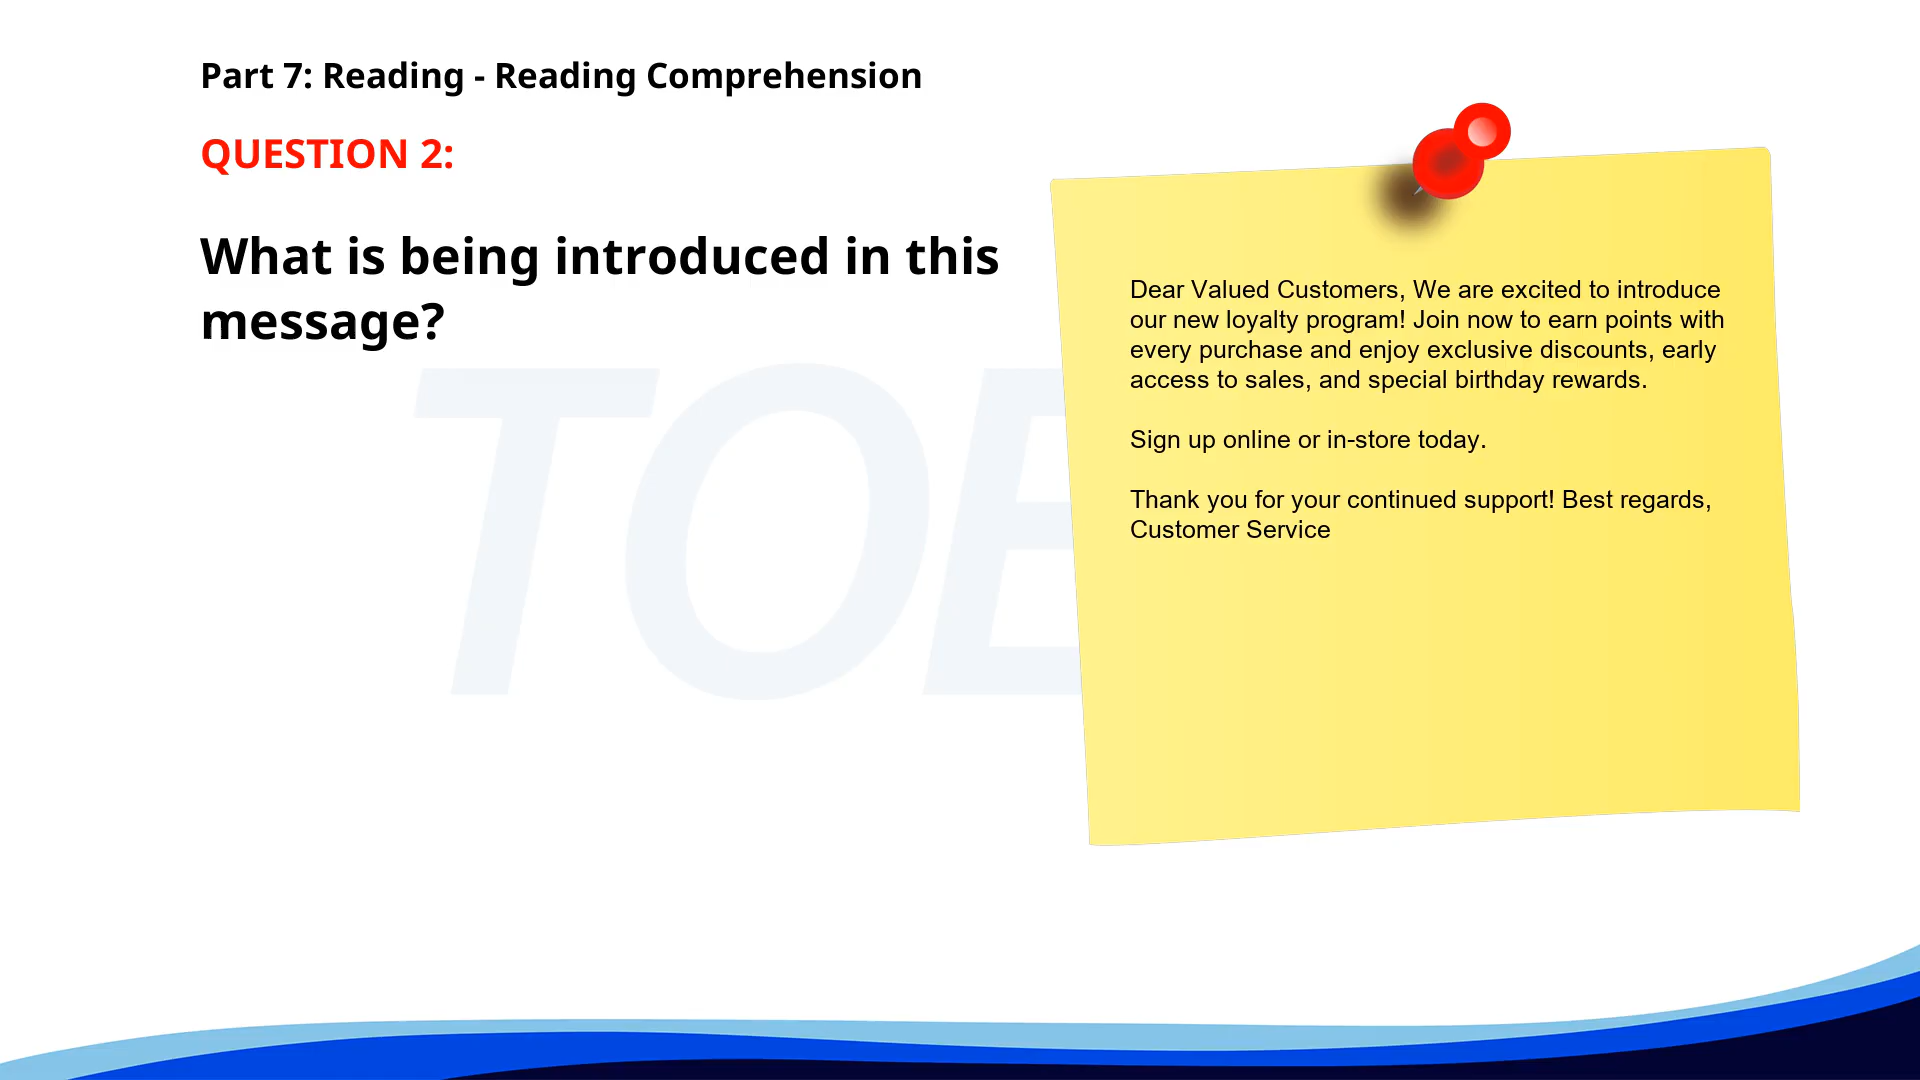 Part 7: Reading - Reading Comprehension
QUESTION 2:
What is being introduced in this
message?
Dear Valued Customers, We are excited to introduce
our new loyalty program! Join now to earn points with
every purchase and enjoy exclusive discounts, early
access to sales, and special birthday rewards.
Sign up online or in-store today.
Thank you for your continued support! Best regards,
Customer Service
TOE